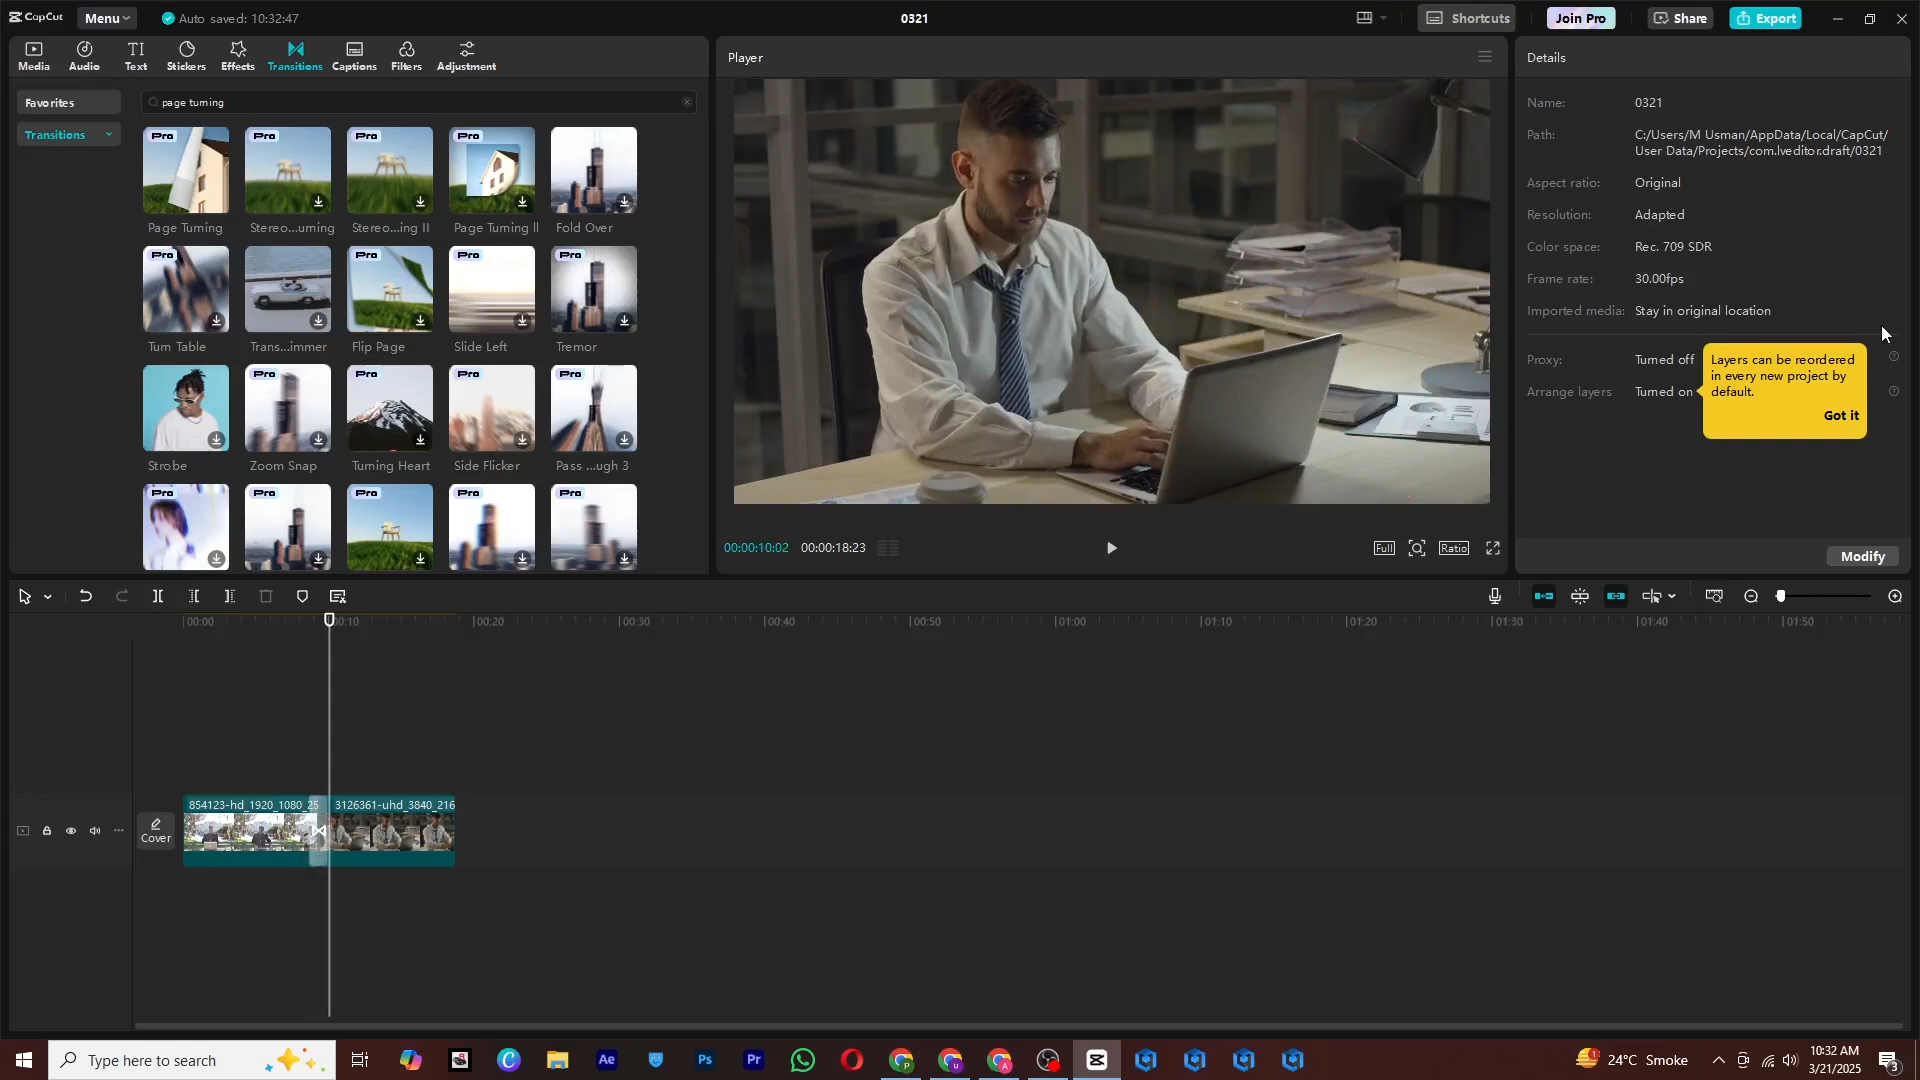 CapCut
Menu
Auto saved: 10:32:47
0321
Shortcuts
Join Pro
Share
Export
Media
Audio
Text
Stickers
Effects
Transitions
Captions
Filters
Adjustment
Favorites
Transitions
page turning
Pro
Pro
Pro
Pro
Page Turning
Stereo...urning
Stereo...ing II
Page Turning II
Fold Over
Pro
Pro
Pro
Pro
Turn Table
Trans...immer
Flip Page
Slide Left
Tremor
Pro
Pro
Pro
Strobe
Zoom Snap
Turning Heart
Side Flicker
Pass ...ugh 3
Pro
Pro
Pro
Pro
Pro
Player
00:00:10:02
00:00:18:23
Full
Ratio
Details
Name:
0321
Path:
C:/Users/M Usman/AppData/Local/CapCut/
User Data/Projects/com.lveditor.draft/0321
Aspect ratio:
Original
Resolution:
Adapted
Color space:
Rec. 709 SDR
Frame rate:
30.00fps
Imported media:
Stay in original location
Proxy:
Turned off
Arrange layers
Turned on
Layers can be reordered
in every new project by
default.
Got it
Modify
00:00
00:10
00:20
00:30
00:40
00:50
01:00
01:10
01:20
01:30
01:40
01:50
Cover
854123-hd_1920_1080_25
3126361-uhd_3840_216
Type here to search
Ae
Ps
Pr
P
u
A
1
24°C Smoke
10:32 AM
3/21/2025
3